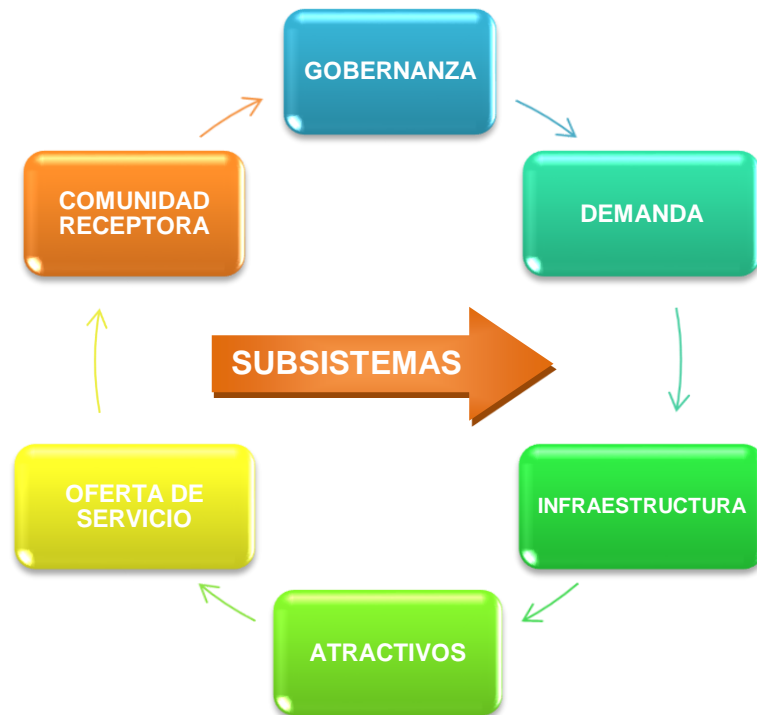 GOBERNANZA
DEMANDA
INFRAESTRUCTURA
ATRACTIVOS
OFERTA DE
SERVICIO
COMUNIDAD
RECEPTORA
SUBSISTEMAS